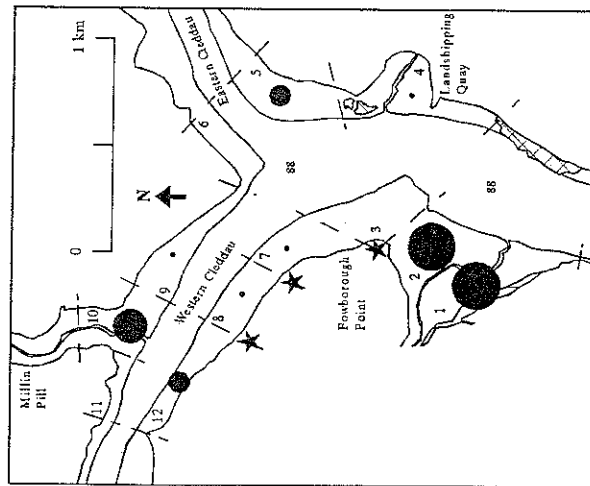 0
1 km
N
Millin
Pill
Eastern Cleddau
Western Cleddau
Landshipping
Quay
Fowborough
Point
1
2
3
4
5
6
7
8
9
10
11
12
88
88